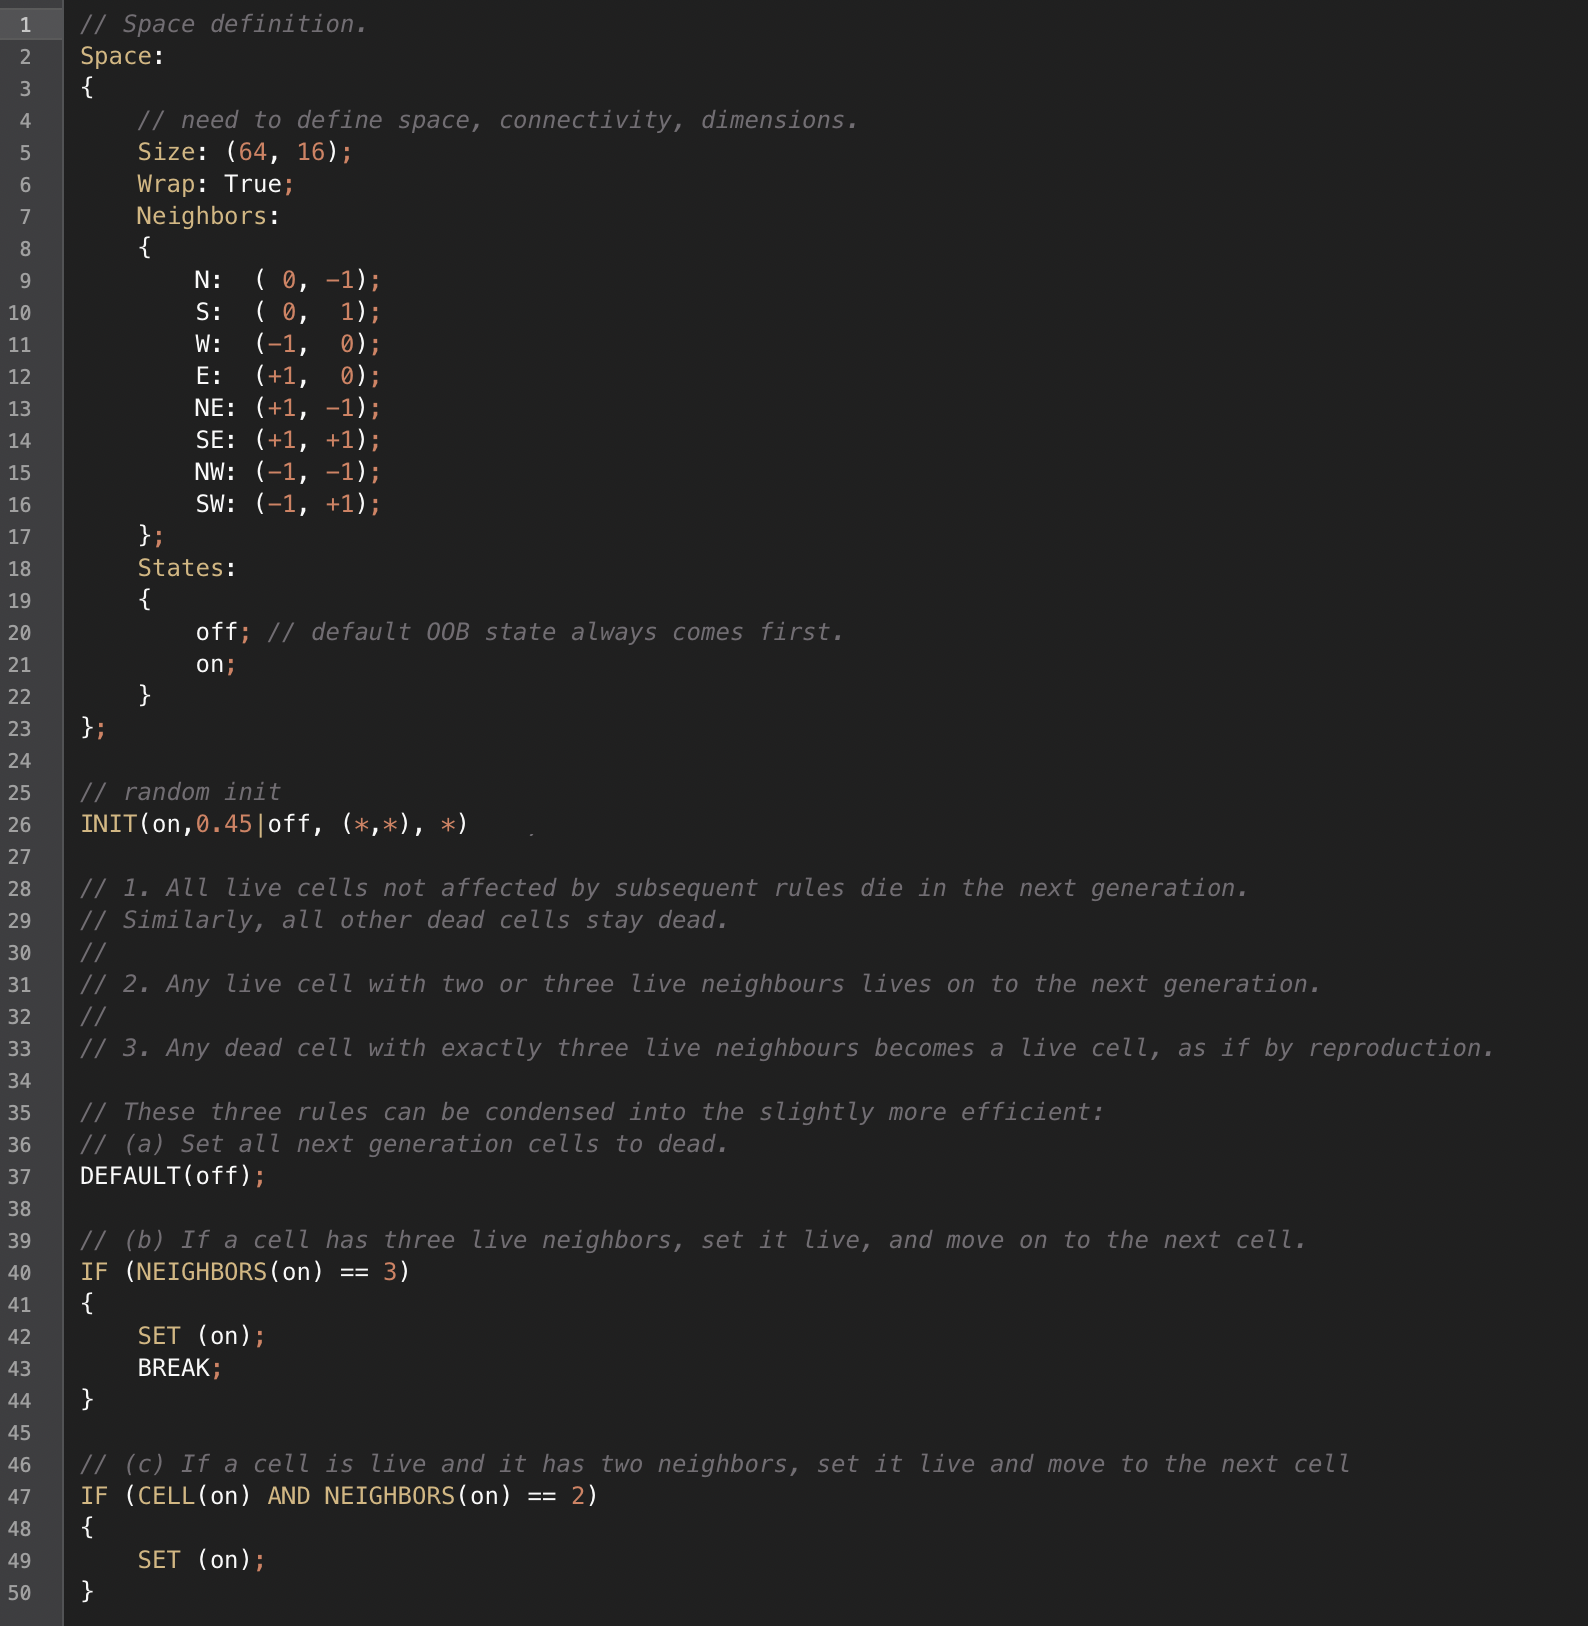 1 // Space definition.
2 Space:
3 {
4     // need to define space, connectivity, dimensions.
5     Size: (64, 16);
6     Wrap: True;
7     Neighbors:
8     {
9         N:  ( 0, −1);
10         S:  ( 0,  1);
11         W:  (−1,  0);
12         E:  (+1,  0);
13         NE: (+1, −1);
14         SE: (+1, +1);
15         NW: (−1, −1);
16         SW: (−1, +1);
17     };
18     States:
19     {
20         off; // default OOB state always comes first.
21         on;
22     }
23 };
24
25 // random init
26 INIT(on,0.45|off, (*,*), *)
27
28 // 1. All live cells not affected by subsequent rules die in the next generation.
29 // Similarly, all other dead cells stay dead.
30 //
31 // 2. Any live cell with two or three live neighbours lives on to the next generation.
32 //
33 // 3. Any dead cell with exactly three live neighbours becomes a live cell, as if by reproduction.
34
35 // These three rules can be condensed into the slightly more efficient:
36 // (a) Set all next generation cells to dead.
37 DEFAULT(off);
38
39 // (b) If a cell has three live neighbors, set it live, and move on to the next cell.
40 IF (NEIGHBORS(on) == 3)
41 {
42     SET (on);
43     BREAK;
44 }
45
46 // (c) If a cell is live and it has two neighbors, set it live and move to the next cell
47 IF (CELL(on) AND NEIGHBORS(on) == 2)
48 {
49     SET (on);
50 }